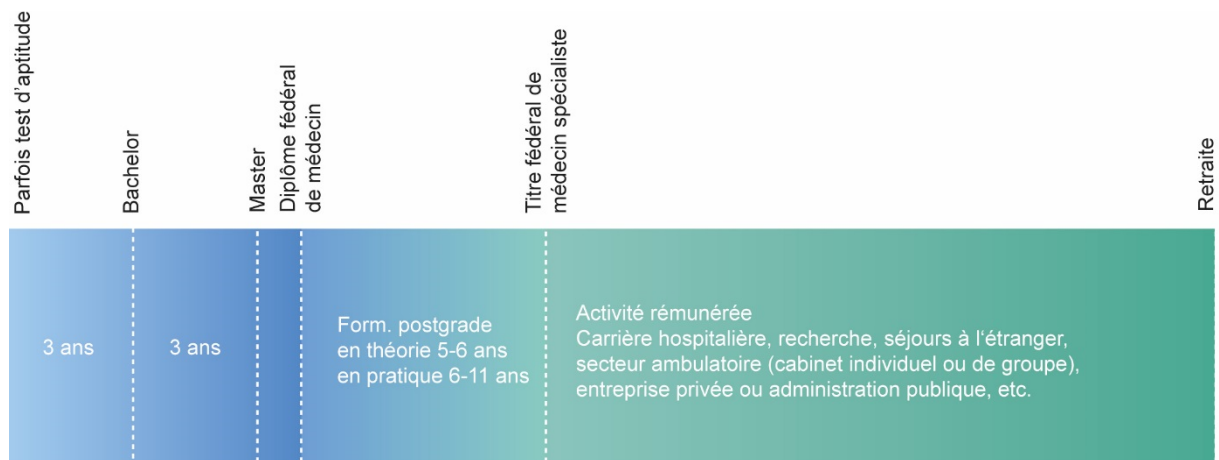 Parfois test d'aptitude
Bachelor
Master
Diplôme fédéral
de médecin
Titre fédéral de
médecin spécialiste
Retraite
3 ans
3 ans
Form. postgrade
en théorie 5-6 ans
en pratique 6-11 ans
Activité rémunérée
Carrière hospitalière, recherche, séjours à l'étranger,
secteur ambulatoire (cabinet individuel ou de groupe),
entreprise privée ou administration publique, etc.